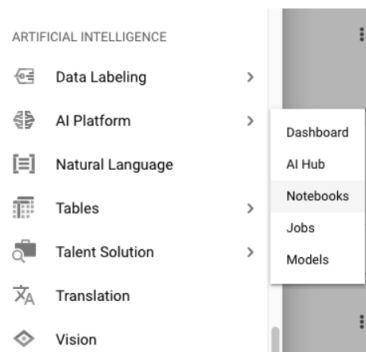 ARTIFICIAL INTELLIGENCE
Data Labeling
AI Platform
Natural Language
Tables
Talent Solution
Translation
Vision
Dashboard
AI Hub
Notebooks
Jobs
Models